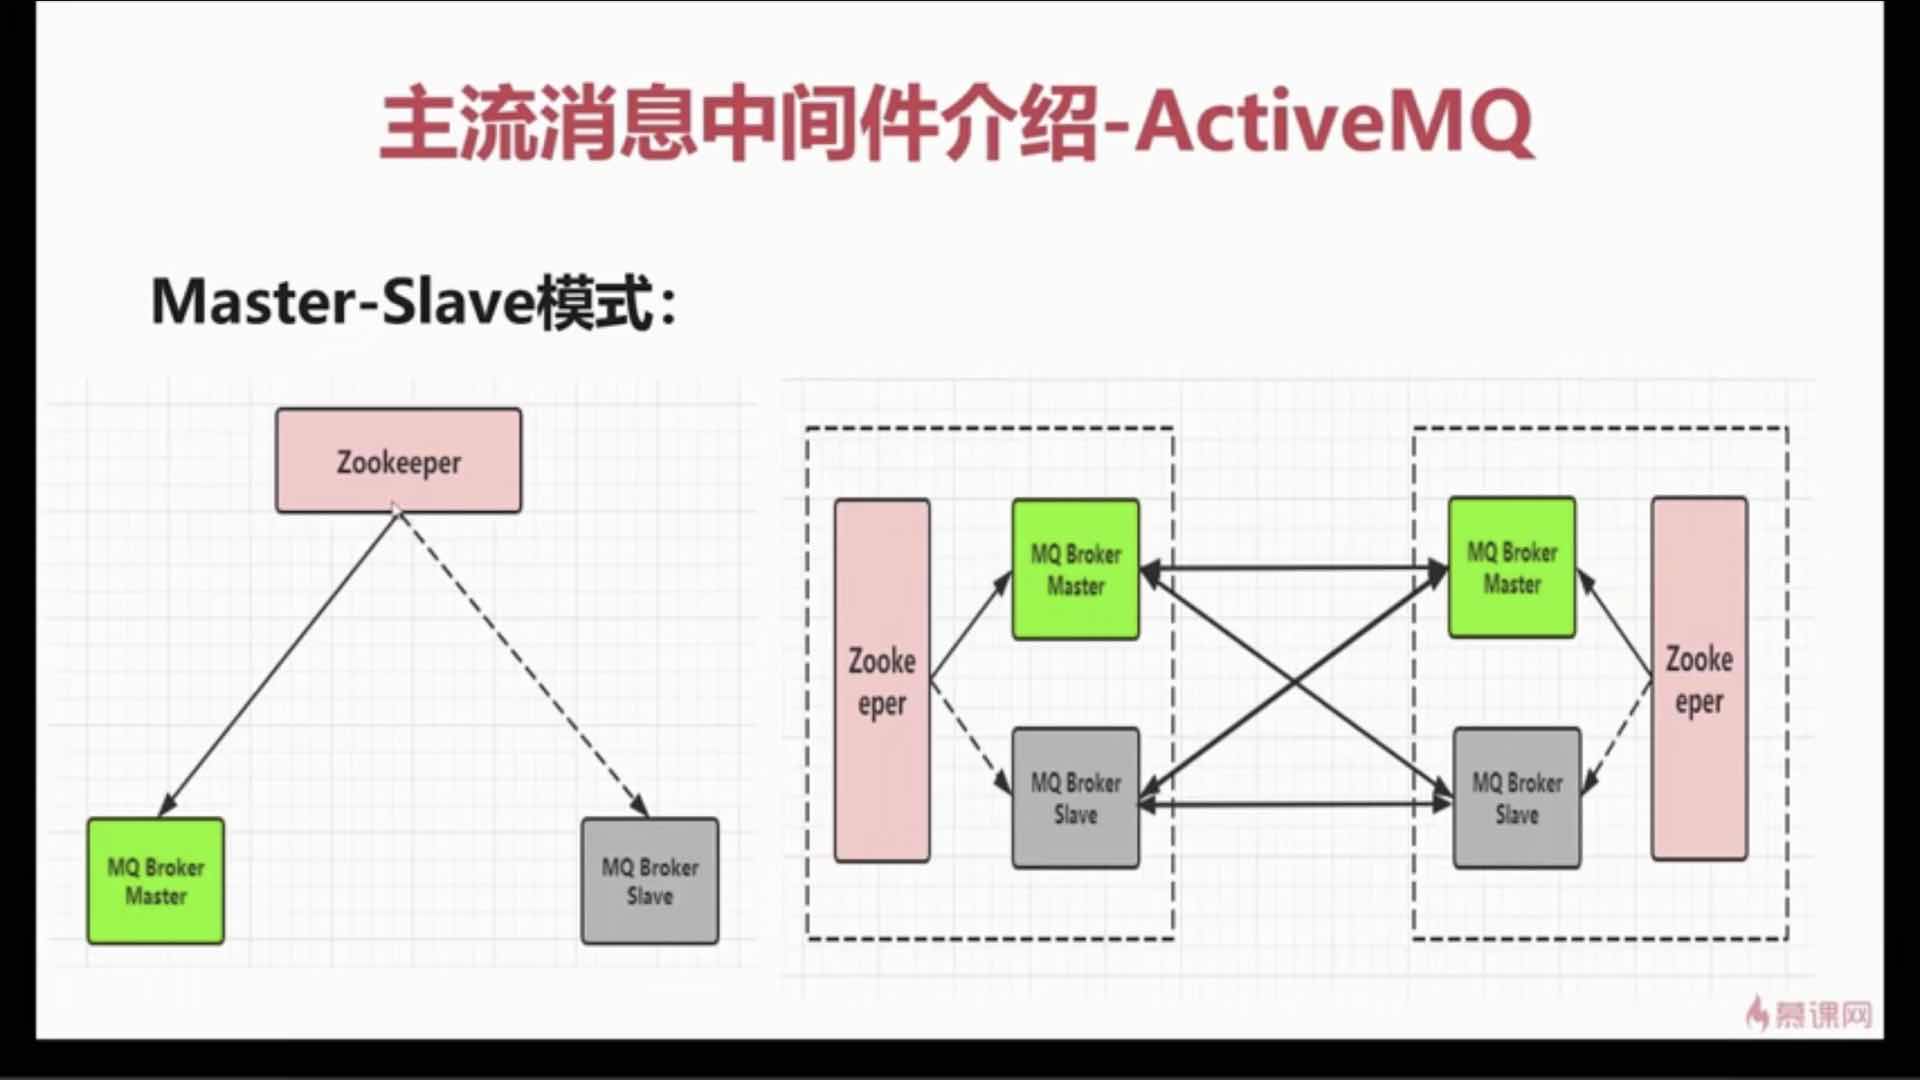 主流消息中间件介绍-ActiveMQ
Master-Slave模式：
Zookeeper
MQ Broker
Master
MQ Broker
Slave
Zooke
eper
MQ Broker
Master
MQ Broker
Slave
MQ Broker
Master
MQ Broker
Slave
Zooke
eper
慕课网